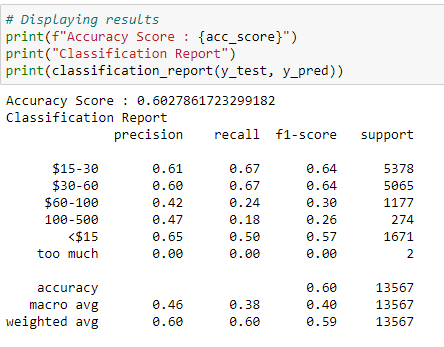 # Displaying results
print(f"Accuracy Score : {acc_score}")
print("Classification Report")
print(classification_report(y_test, y_pred))
Accuracy Score : 0.6027861723299182
Classification Report
precision recall f1-score support
$15-30 0.61 0.67 0.64 5378
$30-60 0.60 0.67 0.64 5065
$60-100 0.42 0.24 0.30 1177
100-500 0.47 0.18 0.26 274
<$15 0.65 0.50 0.57 1671
too much 0.00 0.00 0.00 2
accuracy 0.60 13567
macro avg 0.46 0.38 0.40 13567
weighted avg 0.60 0.60 0.59 13567